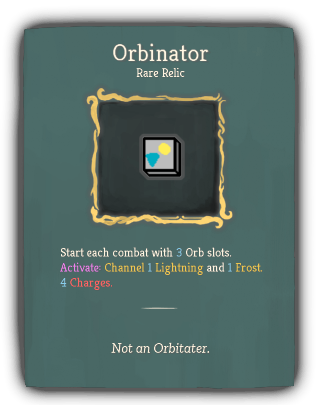 Orbinator
Rare Relic
Start each combat with 3 Orb slots.
Activate: Channel 1 Lightning and 1 Frost.
4 Charges.
Not an Orbitater.